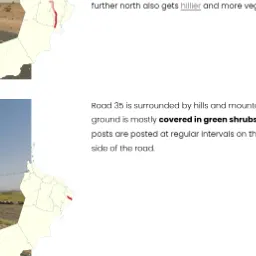 further north also gets hillier and more veg
Road 35 is surrounded by hills and mounta
ground is mostly covered in green shrubs
posts are posted at regular intervals on th
side of the road.